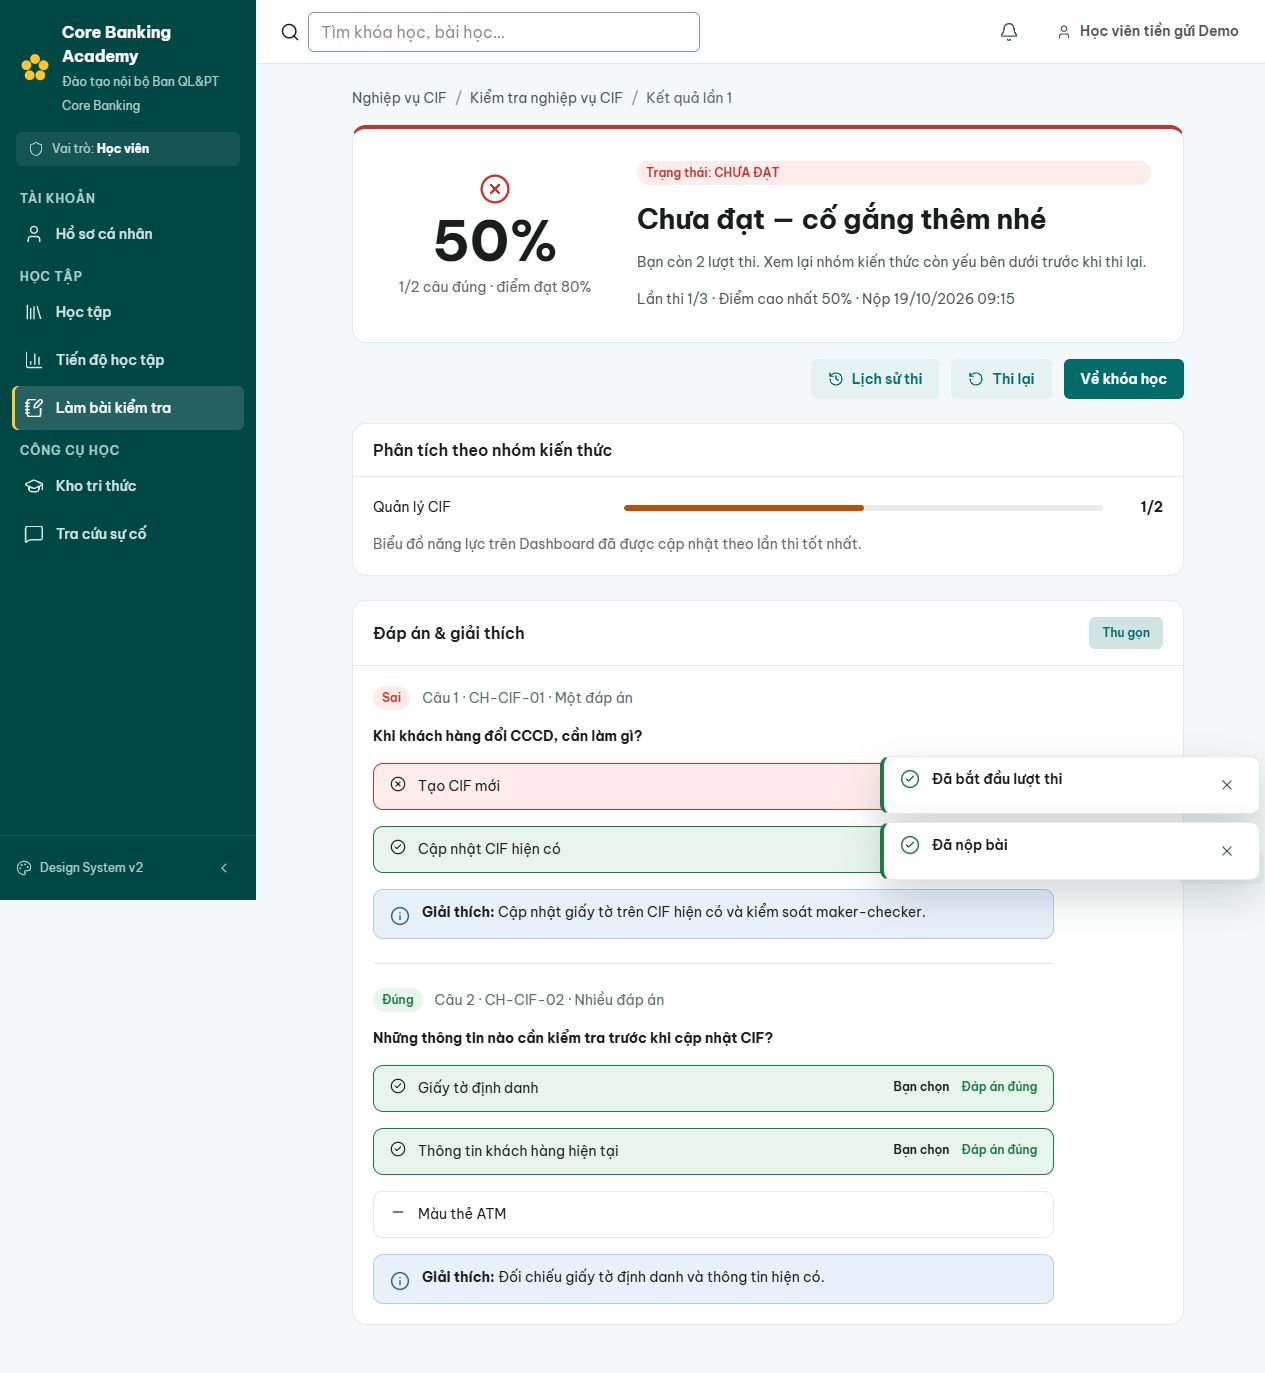 Core Banking
Academy
Đào tạo nội bộ Ban QL&PT
Core Banking
Vai trò: Học viên
TÀI KHOẢN
Hồ sơ cá nhân
HỌC TẬP
Học tập
Tiến độ học tập
Làm bài kiểm tra
CÔNG CỤ HỌC
Kho tri thức
Tra cứu sự cố
Design System v2
Tìm khóa học, bài học...
Học viên tiền gửi Demo
Nghiệp vụ CIF / Kiểm tra nghiệp vụ CIF / Kết quả lần 1
50%
1/2 câu đúng · điểm đạt 80%
Trạng thái: CHƯA ĐẠT
Chưa đạt — cố gắng thêm nhé
Bạn còn 2 lượt thi. Xem lại nhóm kiến thức còn yếu bên dưới trước khi thi lại.
Lần thi 1/3 · Điểm cao nhất 50% · Nộp 19/10/2026 09:15
Lịch sử thi
Thi lại
Về khóa học
Phân tích theo nhóm kiến thức
Quản lý CIF 1/2
Biểu đồ năng lực trên Dashboard đã được cập nhật theo lần thi tốt nhất.
Đáp án & giải thích
Thu gọn
Sai Câu 1 · CH-CIF-01 · Một đáp án
Khi khách hàng đổi CCCD, cần làm gì?
Tạo CIF mới
Cập nhật CIF hiện có
Đã bắt đầu lượt thi
Đã nộp bài
Giải thích: Cập nhật giấy tờ trên CIF hiện có và kiểm soát maker-checker.
Đúng Câu 2 · CH-CIF-02 · Nhiều đáp án
Những thông tin nào cần kiểm tra trước khi cập nhật CIF?
Giấy tờ định danh Bạn chọn Đáp án đúng
Thông tin khách hàng hiện tại Bạn chọn Đáp án đúng
Màu thẻ ATM
Giải thích: Đối chiếu giấy tờ định danh và thông tin hiện có.